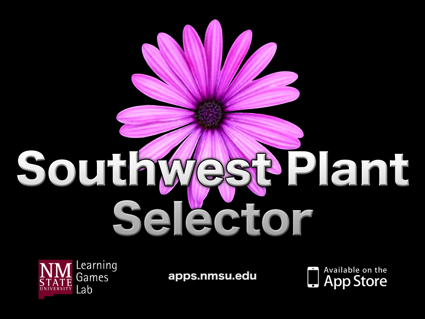 Southwest Plant
Selector
NM
STATE
UNIVERSITY
Learning
Games
Lab
apps.nmsu.edu
Available on the
App Store